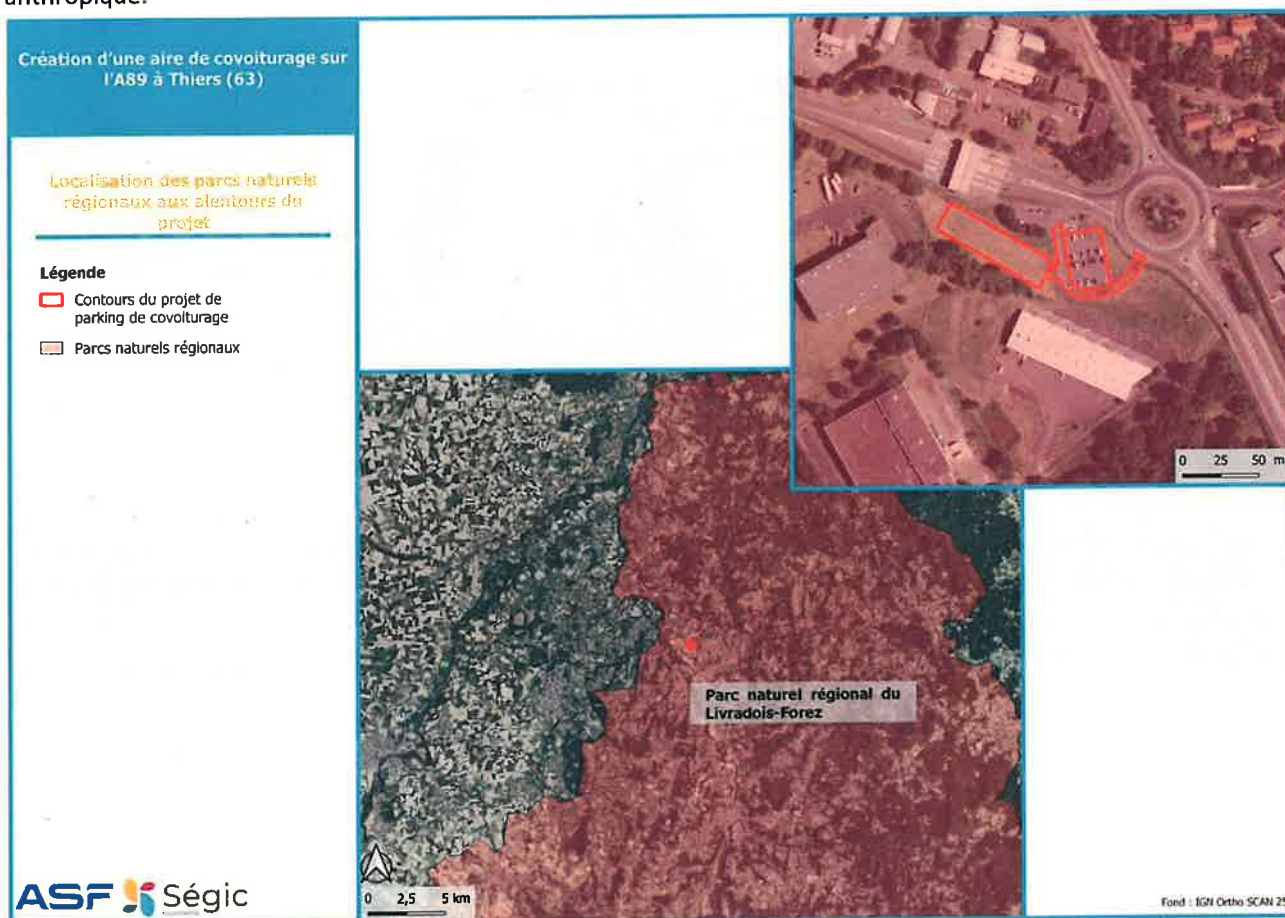 anthropique.
Création d'une aire de covoiturage sur
l'A89 à Thiers (63)
Localisation des parcs naturels
régionaux aux alentours du
projet
Légende
Contours du projet de
parking de covoiturage
Parcs naturels régionaux
0 25 50 m
Parc naturel régional du
Livradois-Forez
0 2,5 5 km
ASF Ségic
Fond : IGN Ortho SCAN